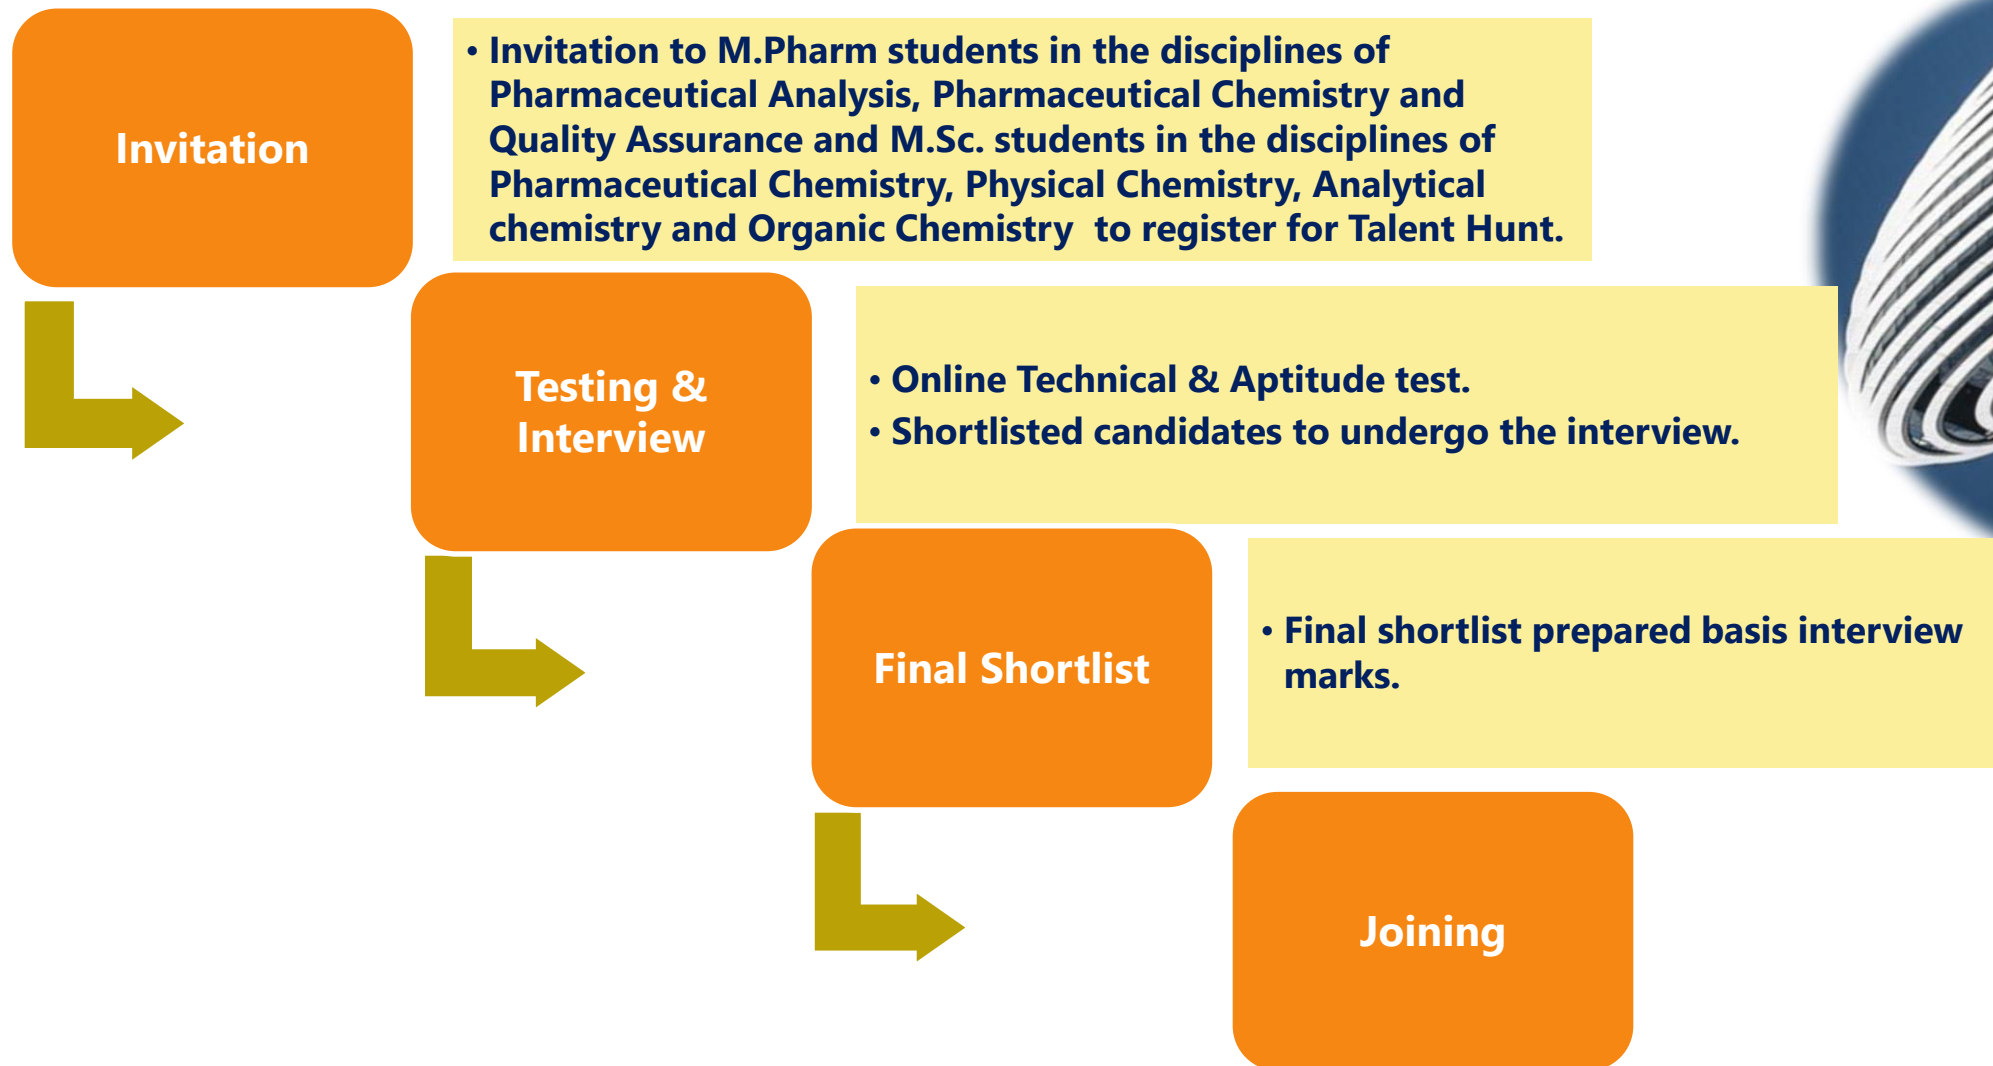 Invitation
• Invitation to M.Pharm students in the disciplines of
Pharmaceutical Analysis, Pharmaceutical Chemistry and
Quality Assurance and M.Sc. students in the disciplines of
Pharmaceutical Chemistry, Physical Chemistry, Analytical
chemistry and Organic Chemistry  to register for Talent Hunt.
Testing &
Interview
• Online Technical & Aptitude test.
• Shortlisted candidates to undergo the interview.
Final Shortlist
• Final shortlist prepared basis interview
marks.
Joining